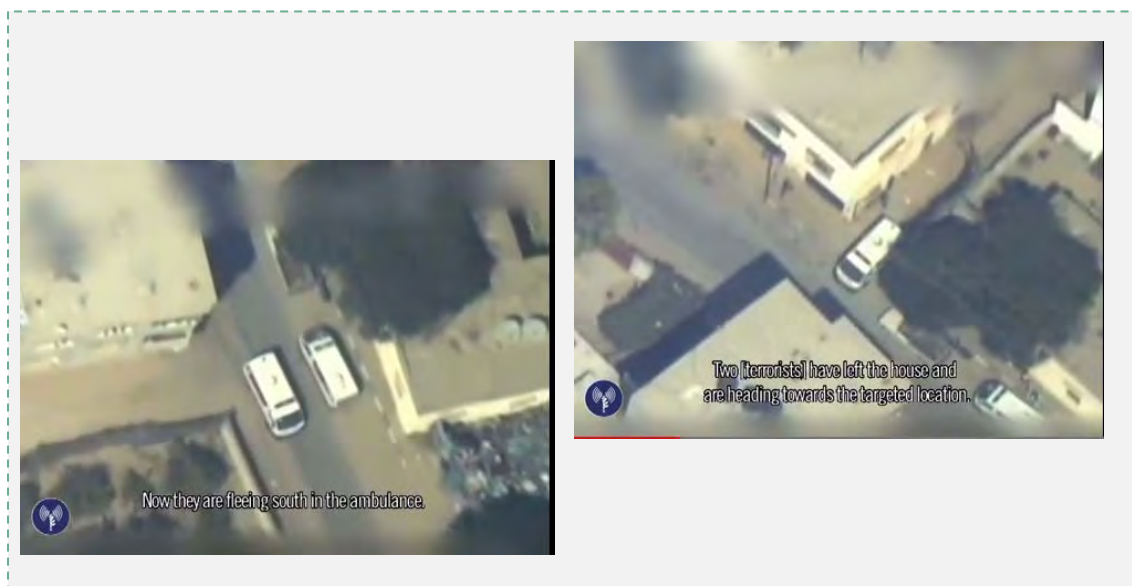 Now they are fleeing south in the ambulance.
Two [terrorists] have left the house and
are heading towards the targeted location.